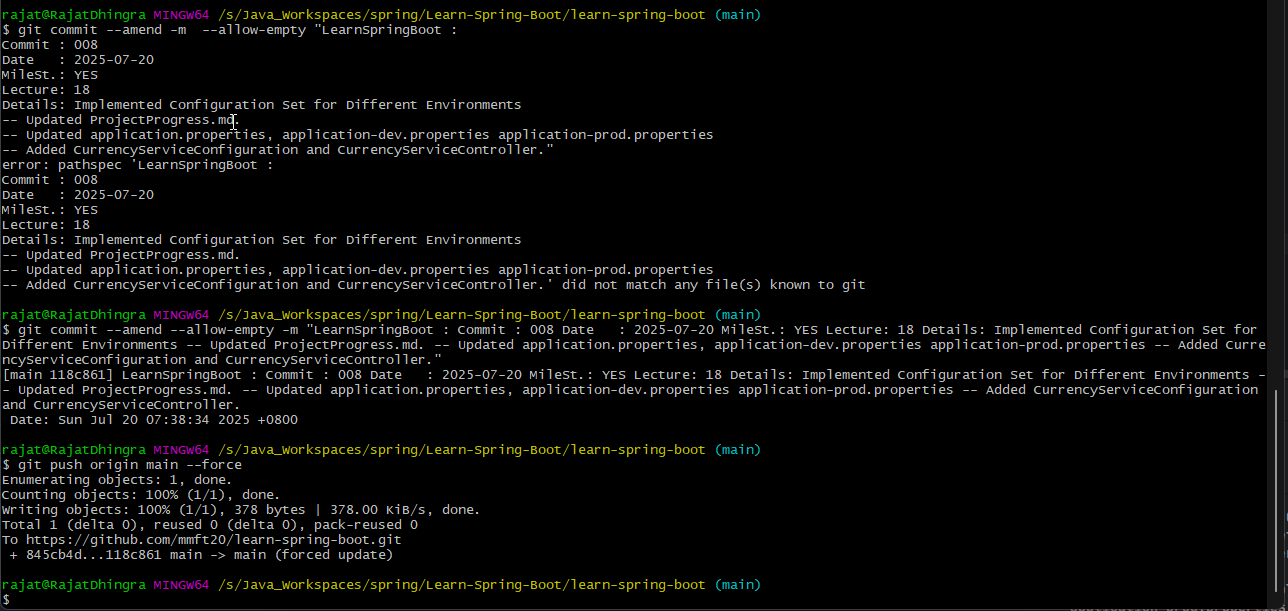 rajat@RajatDhingra MINGW64 /s/Java_Workspaces/spring/Learn-Spring-Boot/learn-spring-boot (main)
$ git commit --amend -m  --allow-empty "LearnSpringBoot :
Commit : 008
Date   : 2025-07-20
MileSt.: YES
Lecture: 18
Details: Implemented Configuration Set for Different Environments
-- Updated ProjectProgress.md.
-- Updated application.properties, application-dev.properties application-prod.properties
-- Added CurrencyServiceConfiguration and CurrencyServiceController."
error: pathspec 'LearnSpringBoot :
Commit : 008
Date   : 2025-07-20
MileSt.: YES
Lecture: 18
Details: Implemented Configuration Set for Different Environments
-- Updated ProjectProgress.md.
-- Updated application.properties, application-dev.properties application-prod.properties
-- Added CurrencyServiceConfiguration and CurrencyServiceController.' did not match any file(s) known to git
rajat@RajatDhingra MINGW64 /s/Java_Workspaces/spring/Learn-Spring-Boot/learn-spring-boot (main)
$ git commit --amend --allow-empty -m "LearnSpringBoot : Commit : 008 Date   : 2025-07-20 MileSt.: YES Lecture: 18 Details: Implemented Configuration Set for
Different Environments -- Updated ProjectProgress.md. -- Updated application.properties, application-dev.properties application-prod.properties -- Added Curre
ncyServiceConfiguration and CurrencyServiceController."
[main 118c861] LearnSpringBoot : Commit : 008 Date   : 2025-07-20 MileSt.: YES Lecture: 18 Details: Implemented Configuration Set for Different Environments -
- Updated ProjectProgress.md. -- Updated application.properties, application-dev.properties application-prod.properties -- Added CurrencyServiceConfiguration
and CurrencyServiceController.
 Date: Sun Jul 20 07:38:34 2025 +0800
rajat@RajatDhingra MINGW64 /s/Java_Workspaces/spring/Learn-Spring-Boot/learn-spring-boot (main)
$ git push origin main --force
Enumerating objects: 1, done.
Counting objects: 100% (1/1), done.
Writing objects: 100% (1/1), 378 bytes | 378.00 KiB/s, done.
Total 1 (delta 0), reused 0 (delta 0), pack-reused 0
To https://github.com/mmft20/learn-spring-boot.git
 + 845cb4d...118c861 main -> main (forced update)
rajat@RajatDhingra MINGW64 /s/Java_Workspaces/spring/Learn-Spring-Boot/learn-spring-boot (main)
$